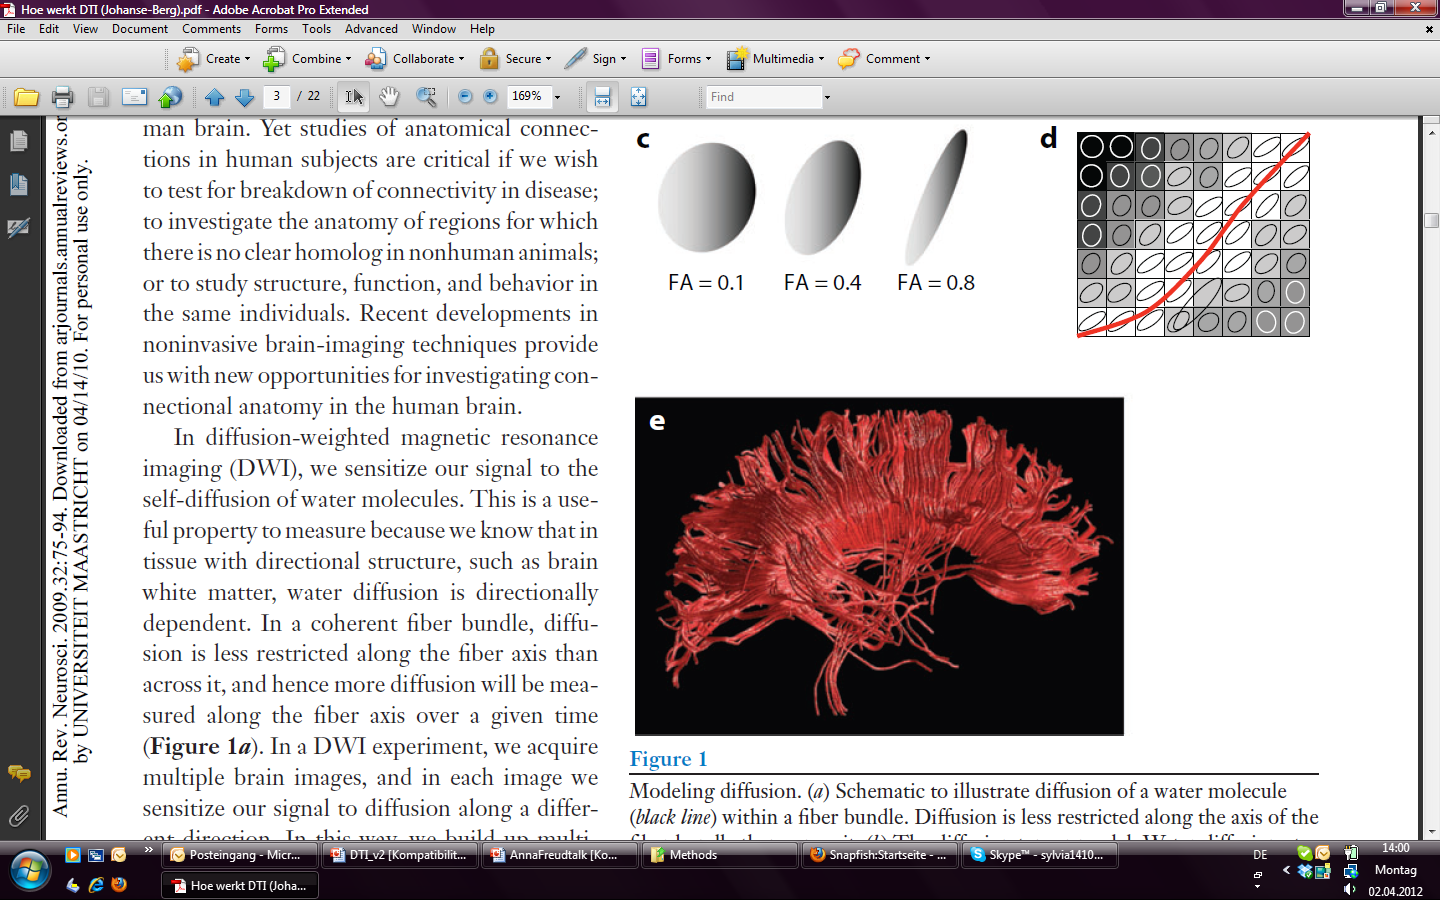 Hoe werkt DTI (Johanse-Berg).pdf - Adobe Acrobat Pro Extended
File Edit View Document Comments Forms Tools Advanced Window Help
Create Combine Collaborate Secure Sign Forms Multimedia Comment
3 / 22 169% Find
Annu. Rev. Neurosci. 2009.32:75-94. Downloaded from arjournals.annualreviews.or
by UNIVERSITEIT MAASTRICHT on 04/14/10. For personal use only.
man brain. Yet studies of anatomical connec-
tions in human subjects are critical if we wish
to test for breakdown of connectivity in disease;
to investigate the anatomy of regions for which
there is no clear homolog in nonhuman animals;
or to study structure, function, and behavior in
the same individuals. Recent developments in
noninvasive brain-imaging techniques provide
us with new opportunities for investigating con-
nectional anatomy in the human brain.
In diffusion-weighted magnetic resonance
imaging (DWI), we sensitize our signal to the
self-diffusion of water molecules. This is a use-
ful property to measure because we know that in
tissue with directional structure, such as brain
white matter, water diffusion is directionally
dependent. In a coherent fiber bundle, diffu-
sion is less restricted along the fiber axis than
across it, and hence more diffusion will be mea-
sured along the fiber axis over a given time
(Figure 1a). In a DWI experiment, we acquire
multiple brain images, and in each image we
sensitize our signal to diffusion along a differ-
ent direction. In this way, we build up multi-
c
FA = 0.1 FA = 0.4 FA = 0.8
d
e
Figure 1
Modeling diffusion. (a) Schematic to illustrate diffusion of a water molecule
(black line) within a fiber bundle. Diffusion is less restricted along the axis of the
Posteingang - Micr... DTI_v2 [Kompatibilit... AnnaFreudtalk [Ko... Methods Snapfish:Startseite - ... Skype™ - sylvia1410...
Hoe werkt DTI (Joha...
DE
14:00
Montag
02.04.2012